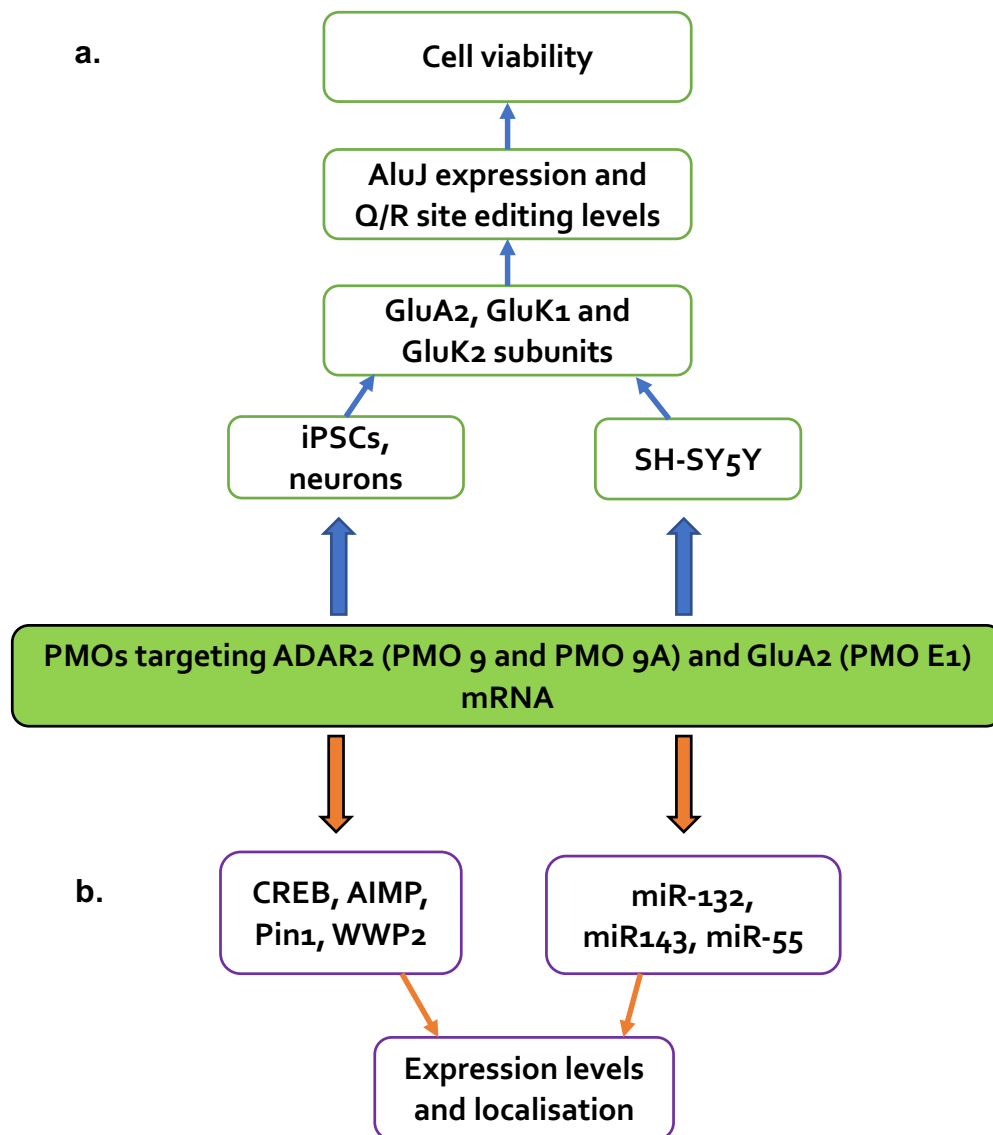 a.
Cell viability
AluJ expression and
Q/R site editing levels
GluA2, GluK1 and
GluK2 subunits
iPSCs,
neurons
SH-SY5Y
PMOs targeting ADAR2 (PMO 9 and PMO 9A) and GluA2 (PMO E1)
mRNA
b.
CREB, AIMP,
Pin1, WWP2
miR-132,
miR143, miR-55
Expression levels
and localisation